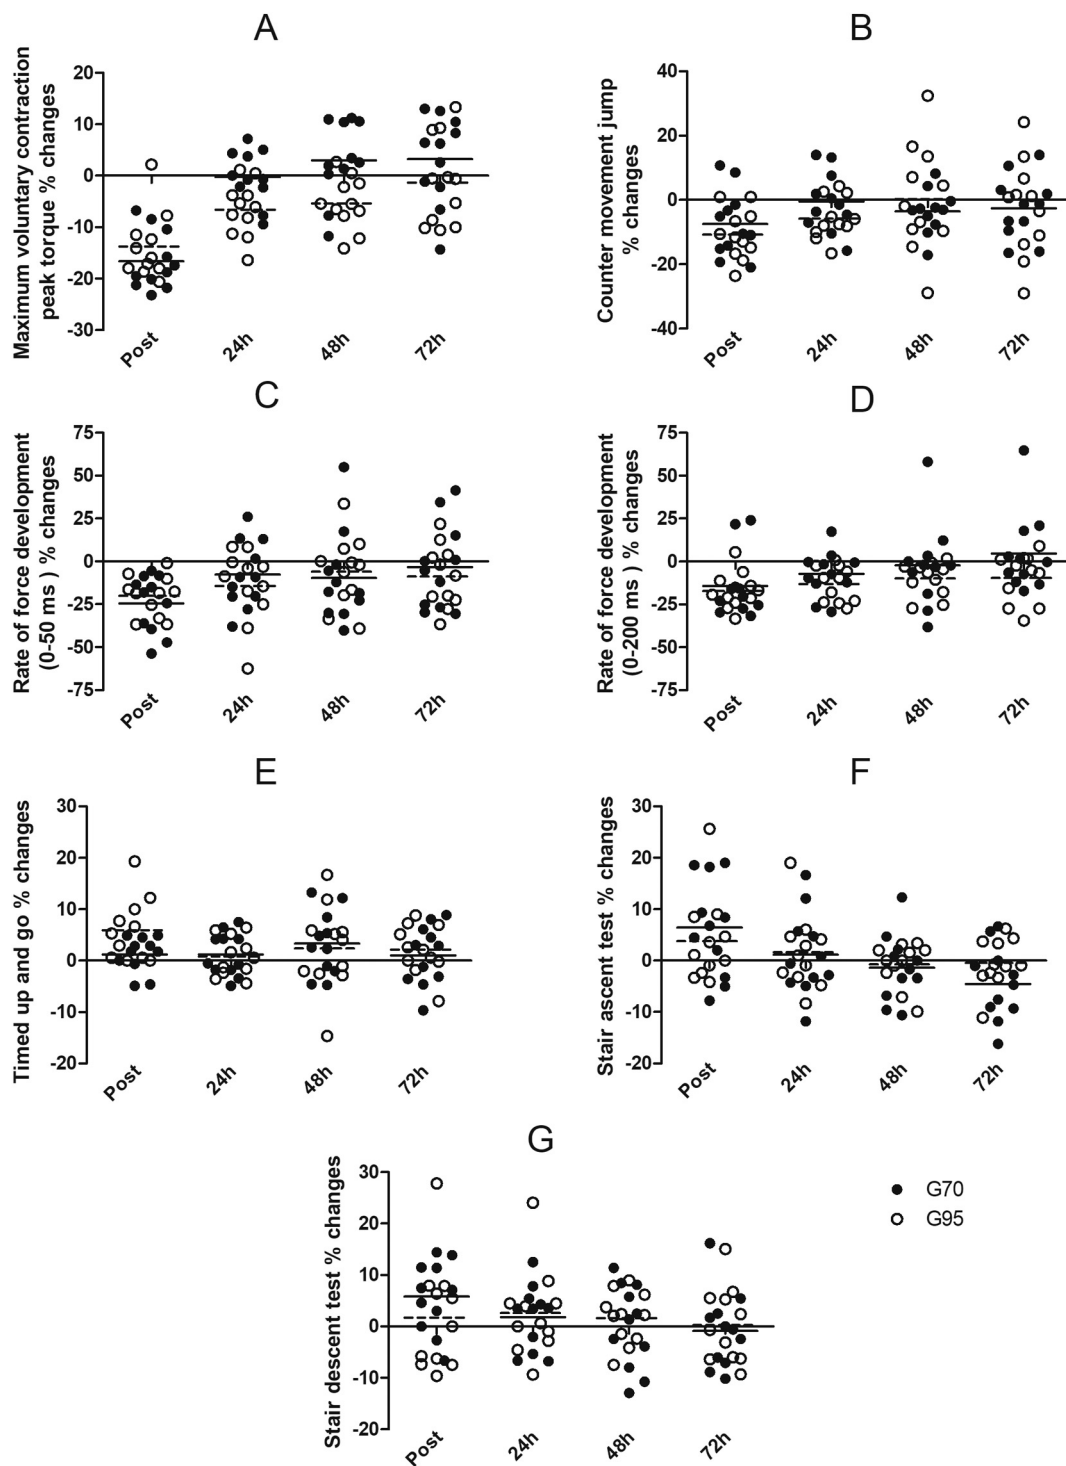 A
Maximum voluntary contraction
peak torque % changes
20
10
0
-10
-20
-30
Post
24h
48h
72h
B
Counter movement jump
% changes
40
20
0
-20
-40
Post
24h
48h
72h
C
Rate of force development
(0-50 ms ) % changes
75
50
25
0
-25
-50
-75
Post
24h
48h
72h
D
Rate of force development
(0-200 ms ) % changes
75
50
25
0
-25
-50
-75
Post
24h
48h
72h
E
Timed up and go % changes
30
20
10
0
-10
-20
Post
24h
48h
72h
F
Stair ascent test % changes
30
20
10
0
-10
-20
Post
24h
48h
72h
G
Stair descent test % changes
30
20
10
0
-10
-20
Post
24h
48h
72h
G70
G95